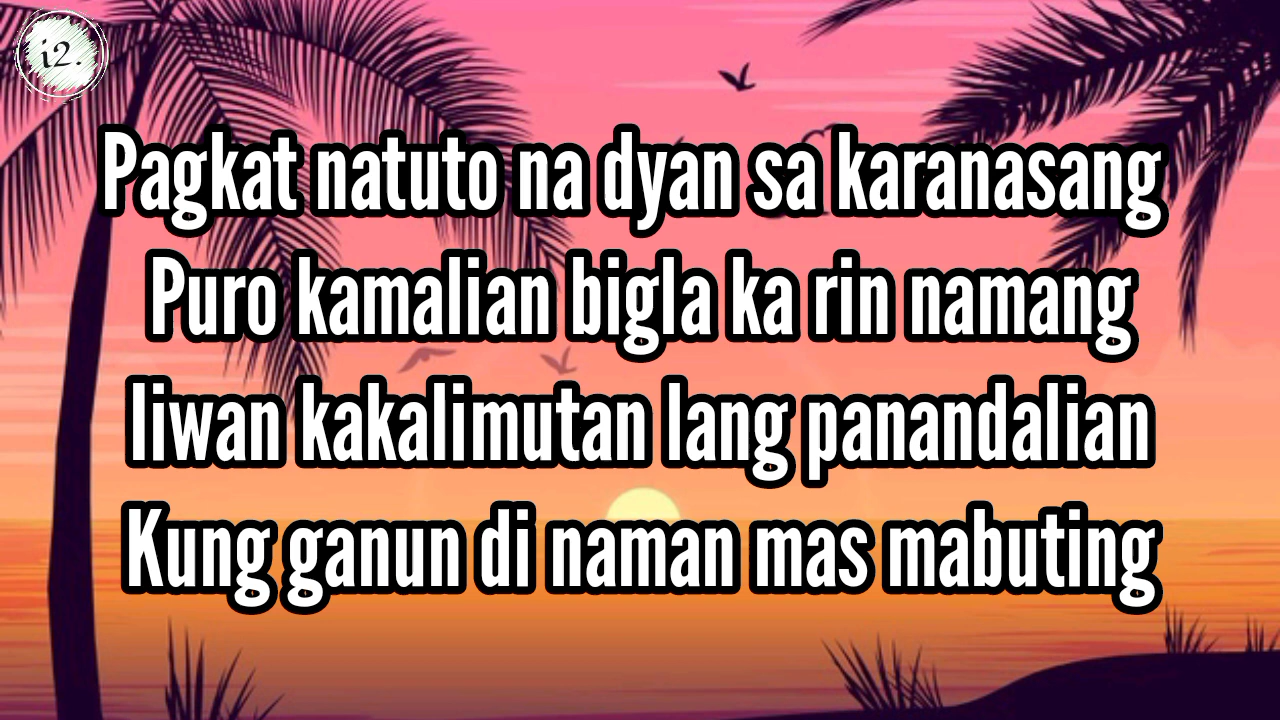 i2.
Pagkat natuto na dyan sa karanasang
Puro kamalian bigla ka rin namang
Iiwan kakalimutan lang panandalian
Kung ganun di naman mas mabuting